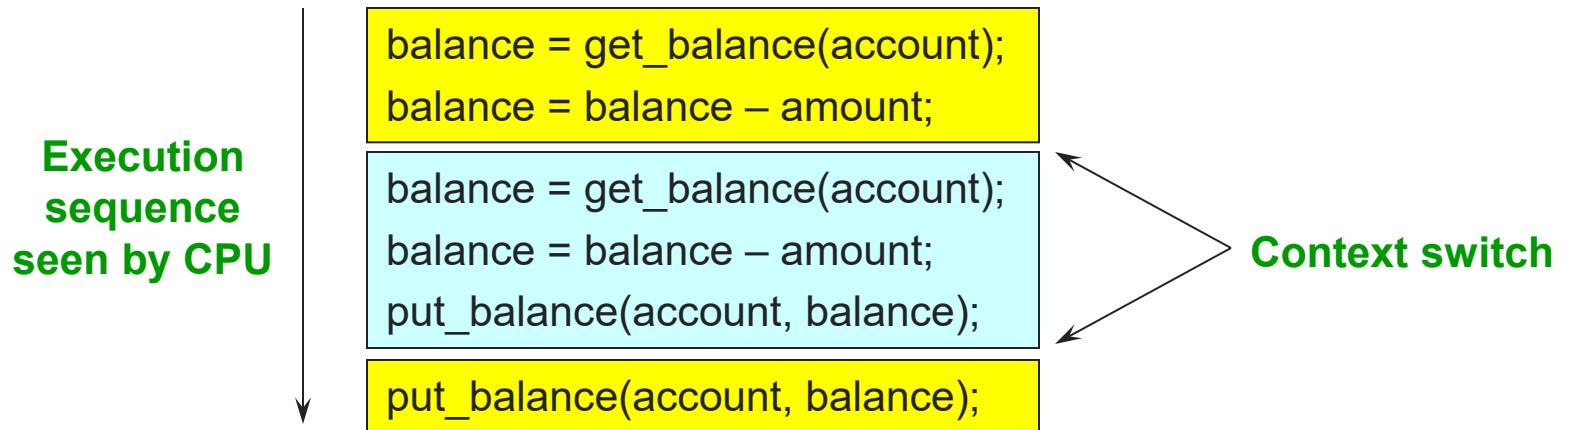 balance = get_balance(account);
balance = balance – amount;
Execution
sequence
seen by CPU
balance = get_balance(account);
balance = balance – amount;
put_balance(account, balance);
Context switch
put_balance(account, balance);